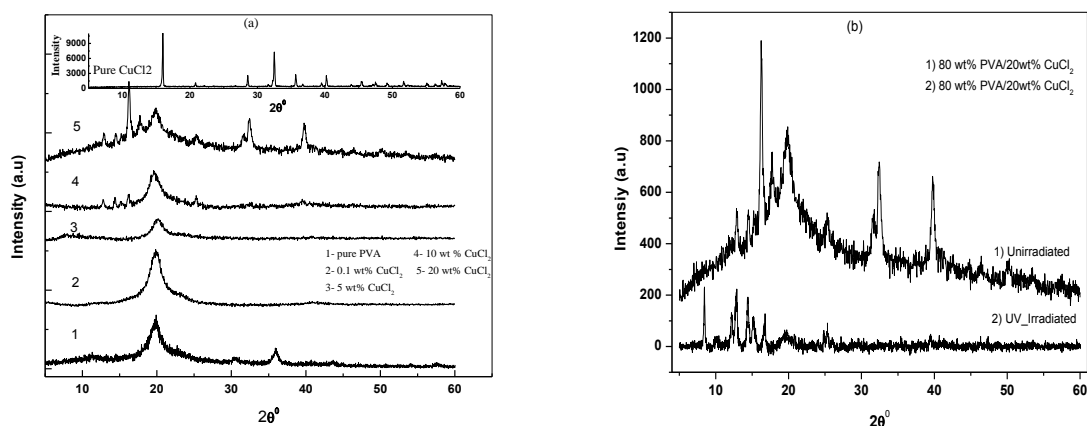 (a)
Intensity
9000
6000
3000
0
Pure CuCl2
10 20 30 40 50 60
2θ⁰
5
4
3
2
1
1- pure PVA 4- 10 wt % CuCl₂
2- 0.1 wt% CuCl₂ 5- 20 wt% CuCl₂
3- 5 wt% CuCl₂
Intensity (a.u)
10 20 30 40 50 60
2θ⁰
(b)
1) 80 wt% PVA/20wt% CuCl₂
2) 80 wt% PVA/20wt% CuCl₂
Intensiy (a.u)
1200
1000
800
600
400
200
0
1) Unirradiated
2) UV_Irradiated
10 20 30 40 50 60
2θ⁰